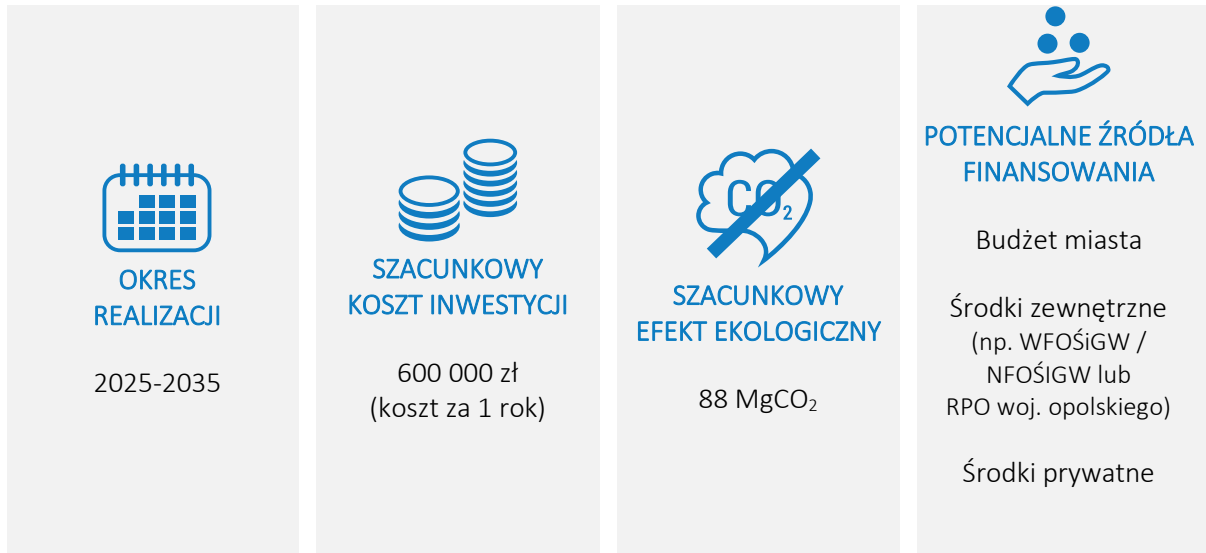 OKRES
REALIZACJI
2025-2035
SZACUNKOWY
KOSZT INWESTYCJI
600 000 zł
(koszt za 1 rok)
CO₂
SZACUNKOWY
EFEKT EKOLOGICZNY
88 MgCO₂
POTENCJALNE ŹRÓDŁA
FINANSOWANIA
Budżet miasta
Środki zewnętrzne
(np. WFOŚiGW /
NFOŚIGW lub
RPO woj. opolskiego)
Środki prywatne